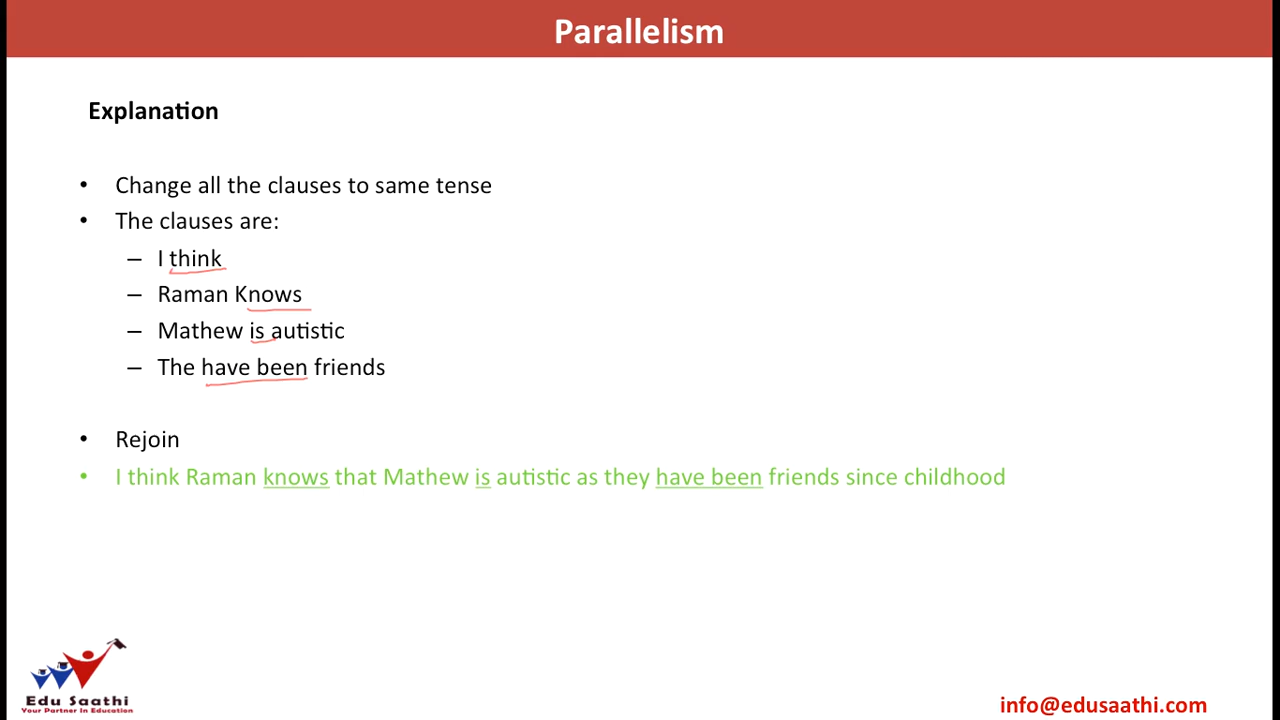 Parallelism
Explanation
• Change all the clauses to same tense
• The clauses are:
– I think
– Raman Knows
– Mathew is autistic
– The have been friends
• Rejoin
• I think Raman knows that Mathew is autistic as they have been friends since childhood
Edu Saathi
Your Partner In Education
info@edusaathi.com